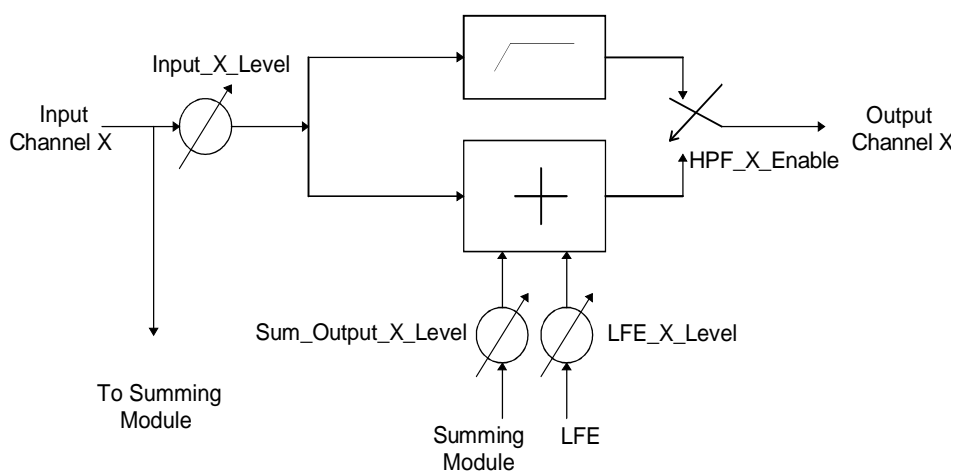 Input_X_Level
Input
Channel X
Output
Channel X
HPF_X_Enable
Sum_Output_X_Level
LFE_X_Level
To Summing
Module
Summing
Module
LFE